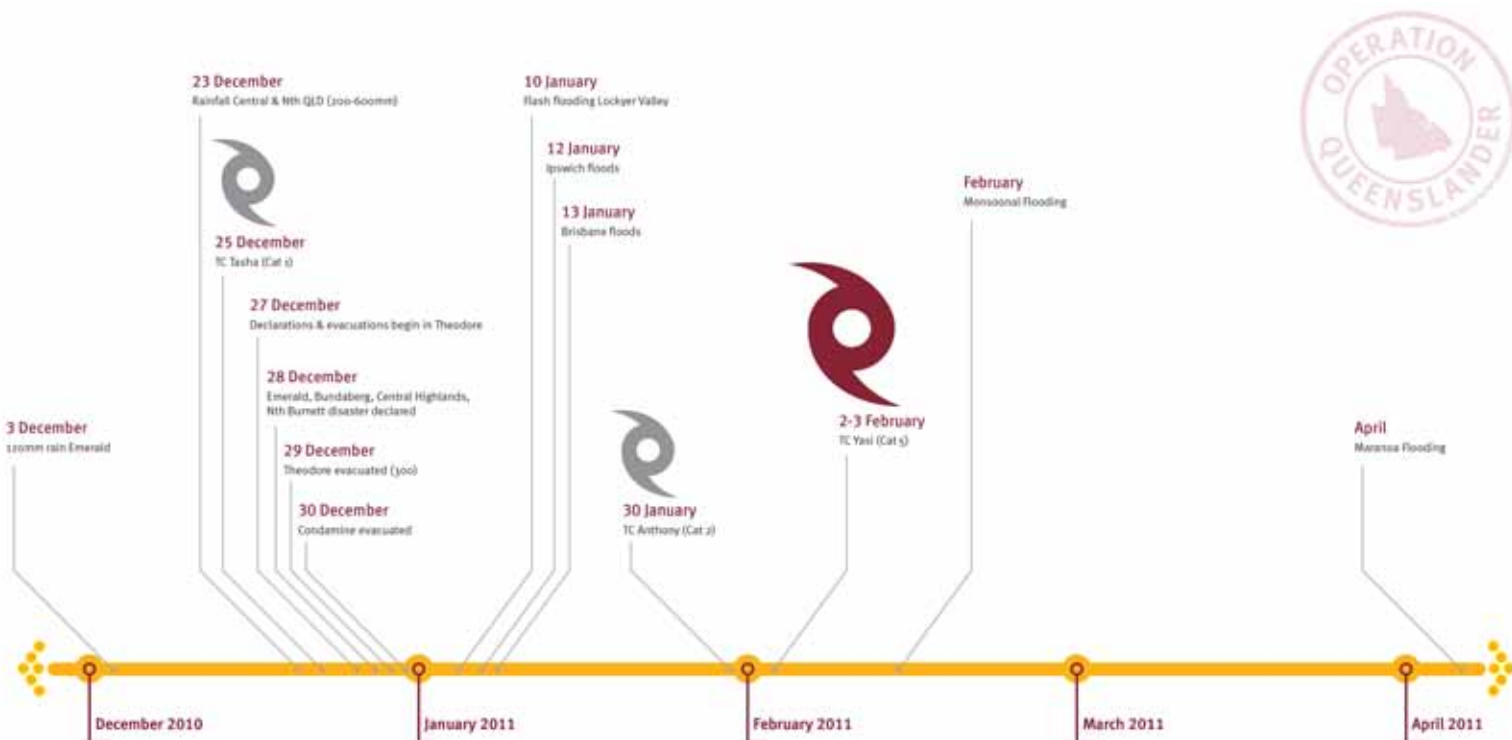 OPERATION QUEENSLANDER
23 December
Rainfall Central & Nth QLD (200-600mm)
10 January
Flash flooding Lockyer Valley
12 January
Ipswich floods
February
Monsoonal Flooding
13 January
Brisbane floods
25 December
TC Tasha (Cat 1)
27 December
Declarations & evacuations begin in Theodore
28 December
Emerald, Bundaberg, Central Highlands,
Nth Burnett disaster declared
3 December
120mm rain Emerald
29 December
Theodore evacuated (300)
30 December
Condamine evacuated
30 January
TC Anthony (Cat 2)
2-3 February
TC Yasi (Cat 5)
April
Maranoa Flooding
December 2010
January 2011
February 2011
March 2011
April 2011